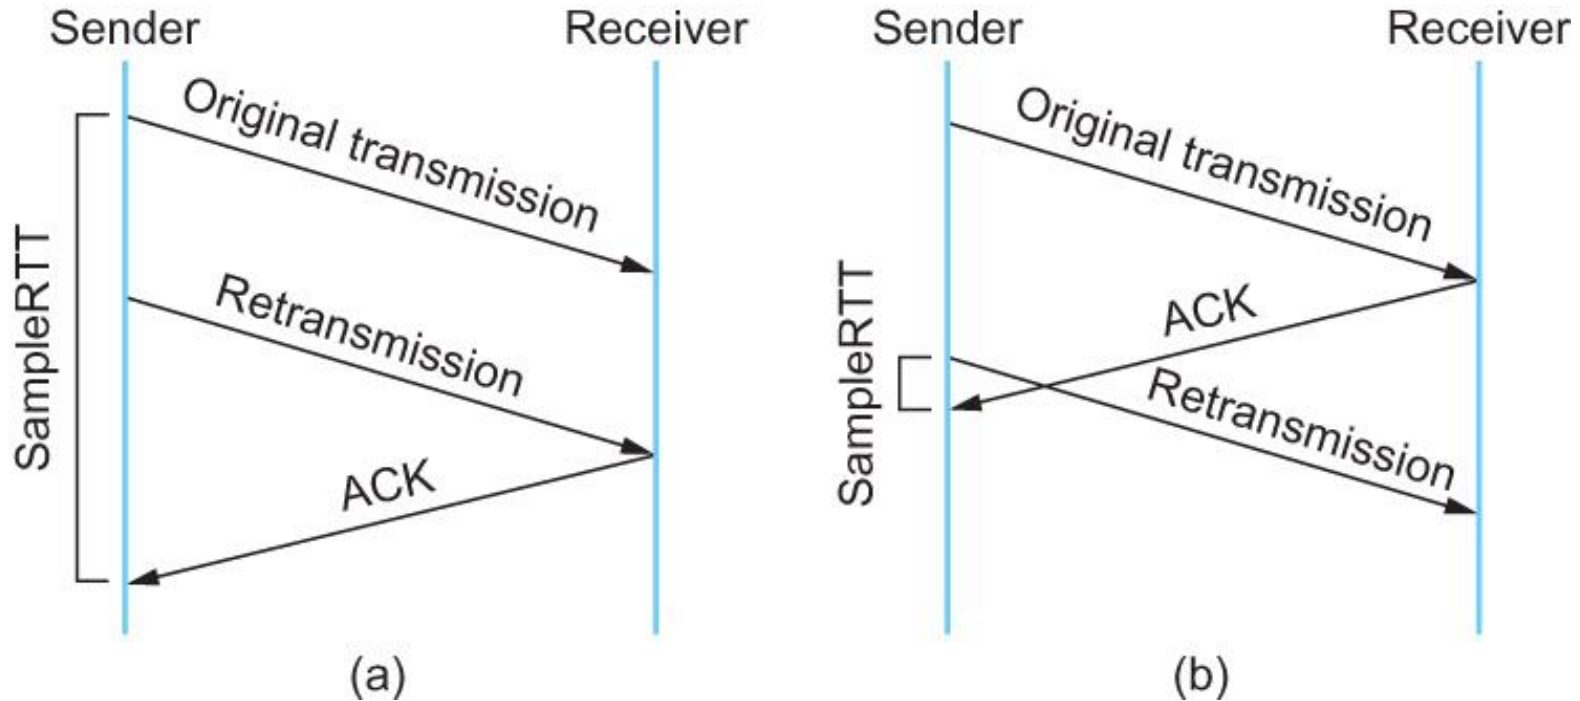 Sender
Receiver
Original transmission
SampleRTT
Retransmission
ACK
(a)
Sender
Receiver
Original transmission
ACK
SampleRTT
Retransmission
(b)